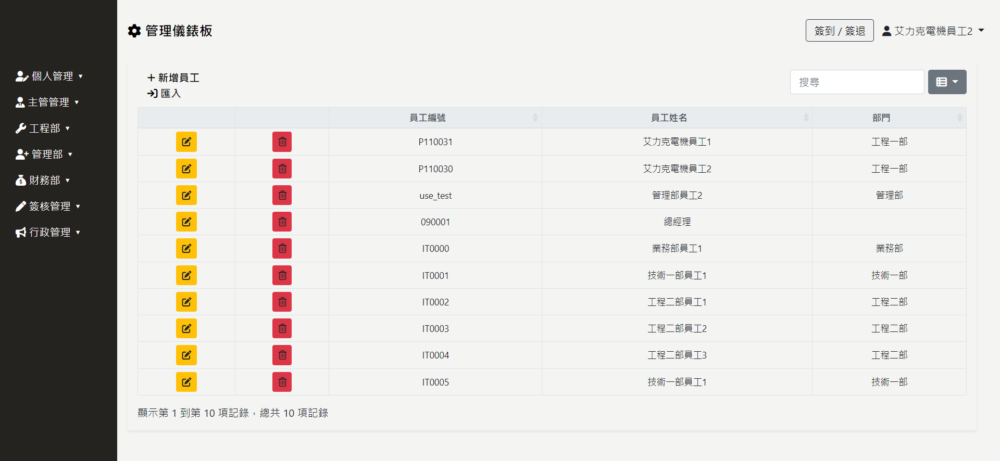 管理儀錶板
簽到 / 簽退
艾力克電機員工2
個人管理
主管管理
工程部
管理部
財務部
簽核管理
行政管理
新增員工
匯入
搜尋
員工編號 員工姓名 部門
P110031 艾力克電機員工1 工程一部
P110030 艾力克電機員工2 工程一部
use_test 管理部員工2 管理部
090001 總經理
IT0000 業務部員工1 業務部
IT0001 技術一部員工1 技術一部
IT0002 工程二部員工1 工程二部
IT0003 工程二部員工2 工程二部
IT0004 工程二部員工3 工程二部
IT0005 技術一部員工1 技術一部
顯示第 1 到第 10 項記錄，總共 10 項記錄